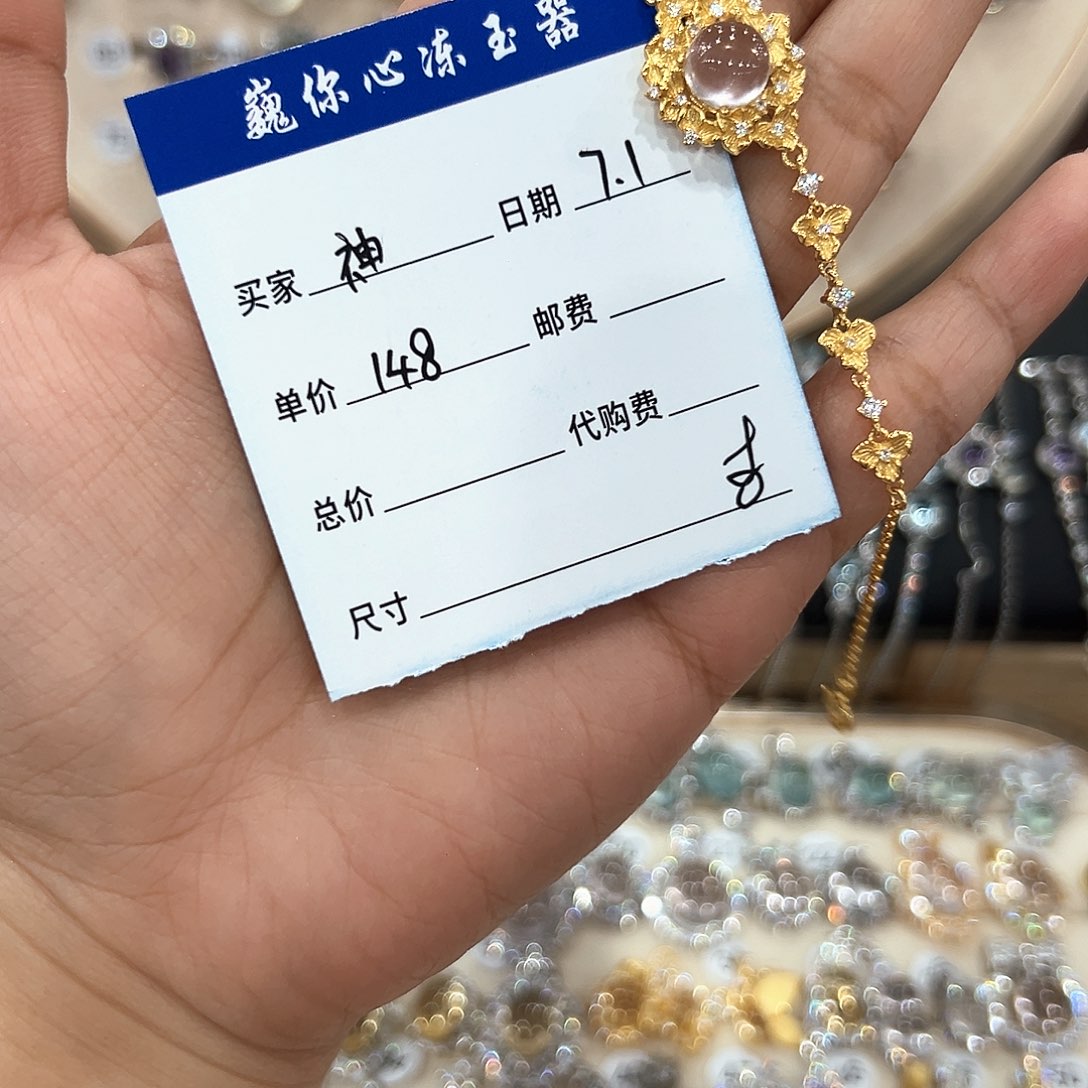 巍你心冻玉器
买家 神 日期 7.1
单价 148 邮费
总价 代购费
尺寸